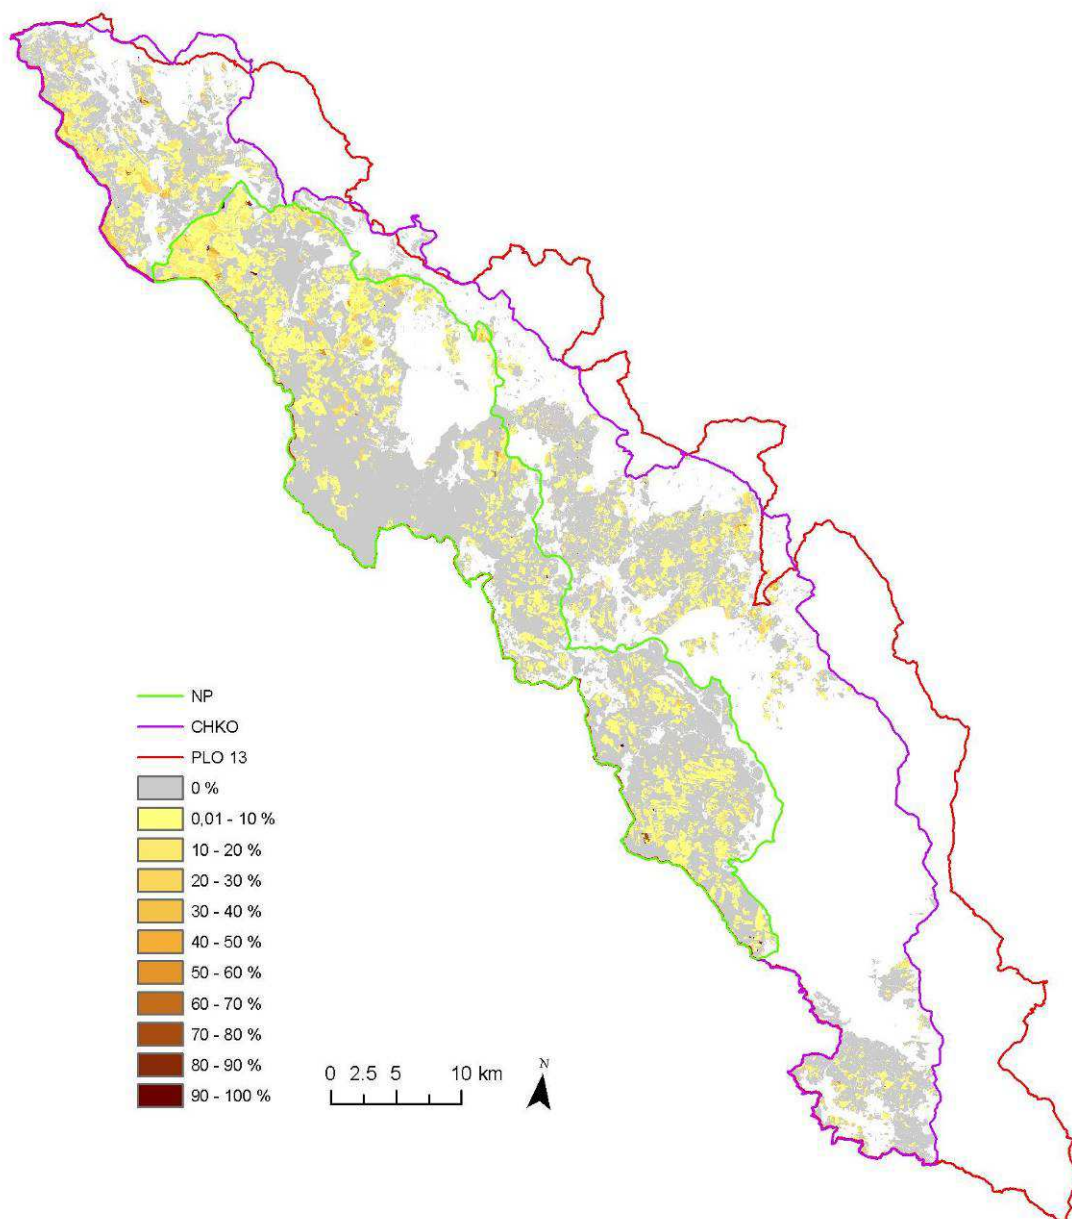 NP
CHKO
PLO 13
0 %
0,01 - 10 %
10 - 20 %
20 - 30 %
30 - 40 %
40 - 50 %
50 - 60 %
60 - 70 %
70 - 80 %
80 - 90 %
90 - 100 %
0 2.5 5 10 km
N